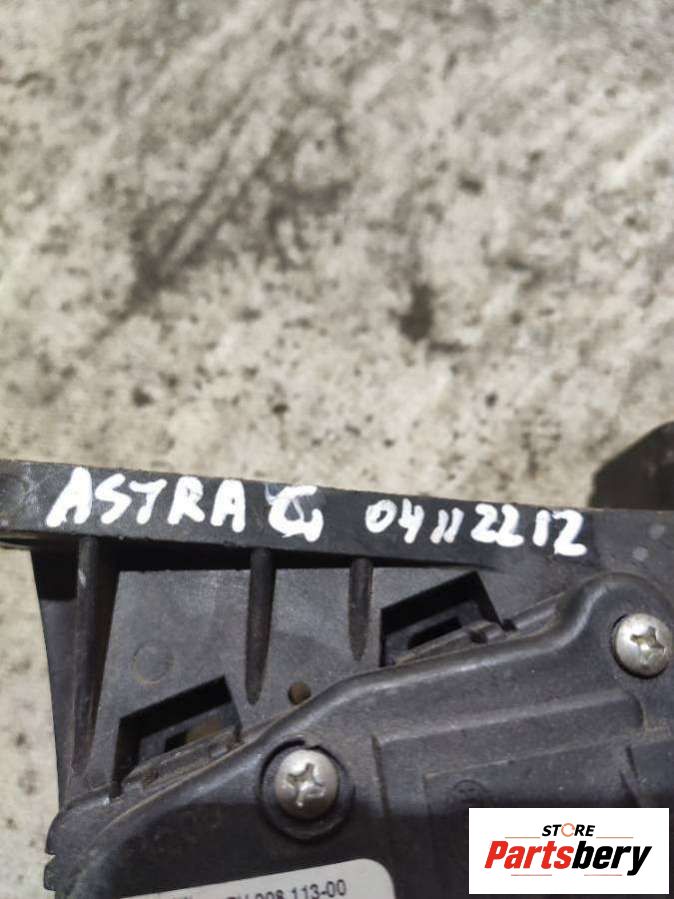 ASTRA G 04112212
008.113-00
STORE
Partsbery